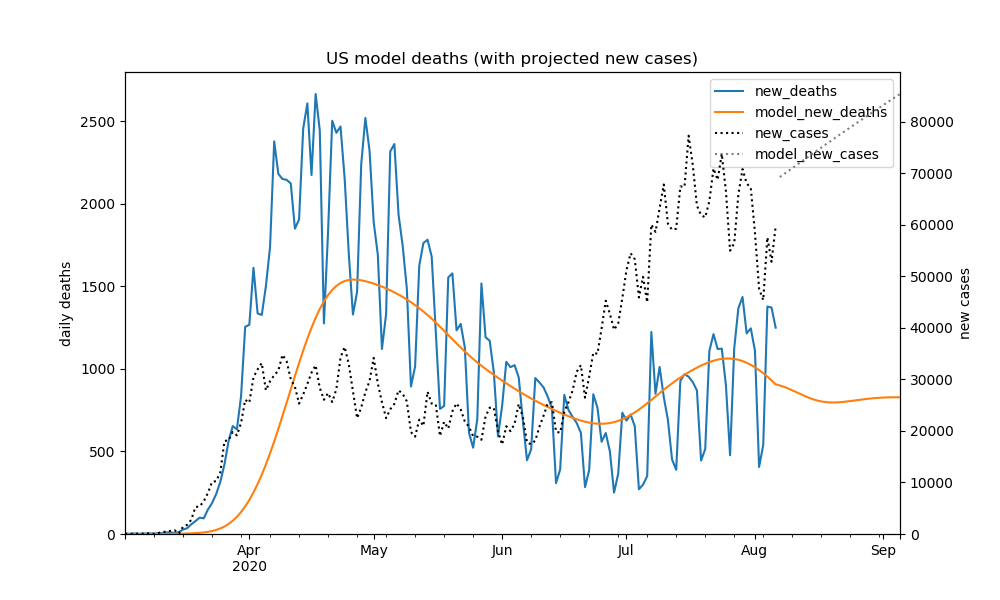 US model deaths (with projected new cases)
new_deaths
model_new_deaths
new_cases
model_new_cases
2500
2000
1500
1000
500
0
daily deaths
80000
70000
60000
50000
40000
30000
20000
10000
0
new cases
Apr
2020
May
Jun
Jul
Aug
Sep